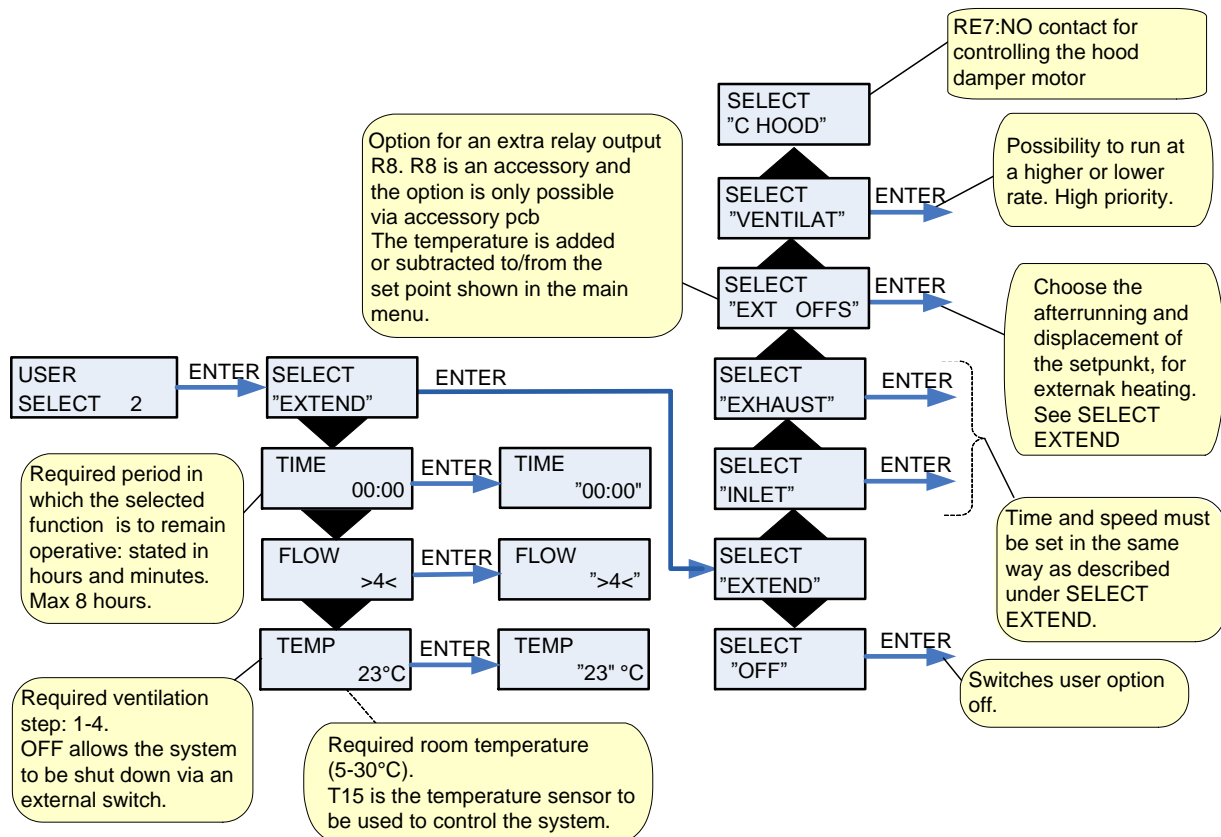 RE7:NO contact for
controlling the hood
damper motor
SELECT
"C HOOD"
Option for an extra relay output
R8. R8 is an accessory and
the option is only possible
via accessory pcb
The temperature is added
or subtracted to/from the
set point shown in the main
menu.
Possibility to run at
a higher or lower
rate. High priority.
SELECT
"VENTILAT"
ENTER
SELECT
"EXT OFFS"
ENTER
Choose the
afterrunning and
displacement of
the setpunkt, for
externak heating.
See SELECT
EXTEND
USER
SELECT 2
ENTER
SELECT
"EXTEND"
ENTER
SELECT
"EXHAUST"
ENTER
Required period in
which the selected
function is to remain
operative: stated in
hours and minutes.
Max 8 hours.
TIME
00:00
ENTER
TIME
"00:00"
SELECT
"INLET"
ENTER
Time and speed must
be set in the same
way as described
under SELECT
EXTEND.
FLOW
>4<
ENTER
FLOW
">4<"
SELECT
"EXTEND"
TEMP
23°C
ENTER
TEMP
"23" °C
SELECT
"OFF"
ENTER
Switches user option
off.
Required ventilation
step: 1-4.
OFF allows the system
to be shut down via an
external switch.
Required room temperature
(5-30°C).
T15 is the temperature sensor to
be used to control the system.